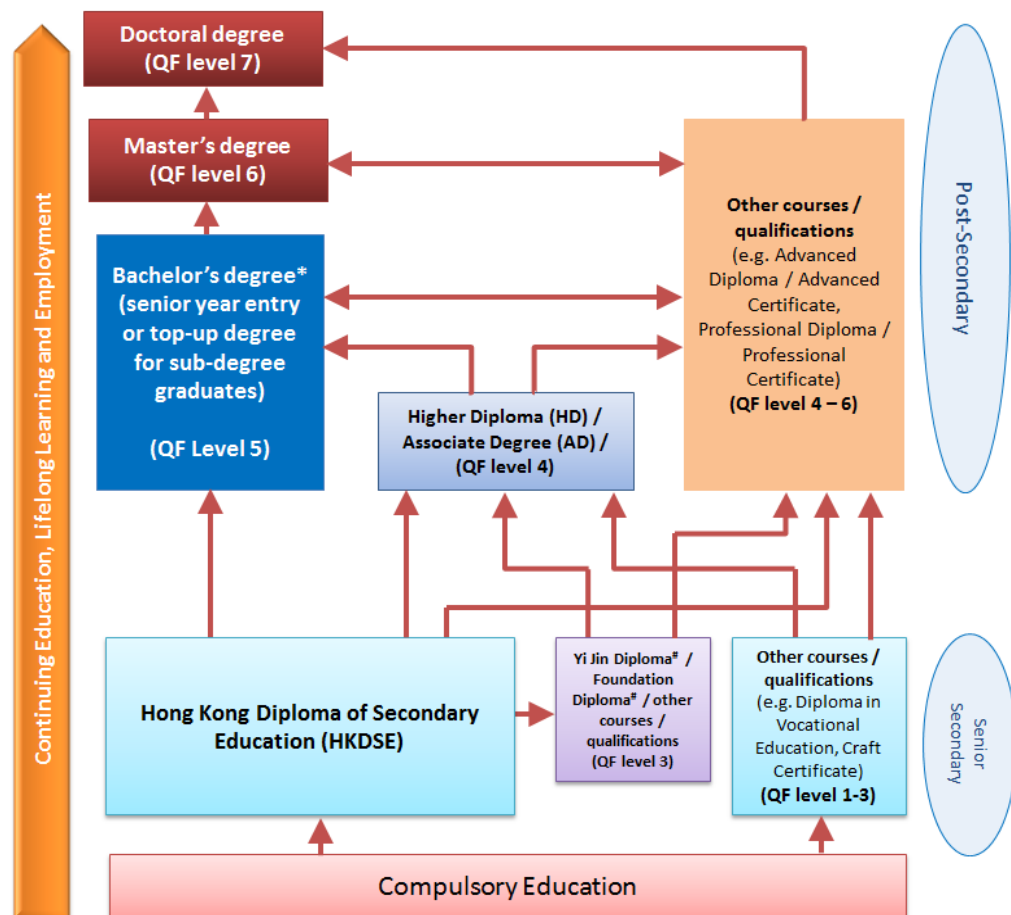 Doctoral degree
(QF level 7)
Master's degree
(QF level 6)
Bachelor's degree*
(senior year entry
or top-up degree
for sub-degree
graduates)
(QF Level 5)
Higher Diploma (HD) /
Associate Degree (AD) /
(QF level 4)
Other courses /
qualifications
(e.g. Advanced
Diploma / Advanced
Certificate,
Professional Diploma /
Professional
Certificate)
(QF level 4 – 6)
Post-Secondary
Continuing Education, Lifelong Learning and Employment
Hong Kong Diploma of Secondary
Education (HKDSE)
Yi Jin Diploma# /
Foundation
Diploma# / other
courses /
qualifications
(QF level 3)
Other courses /
qualifications
(e.g. Diploma in
Vocational
Education, Craft
Certificate)
(QF level 1-3)
Senior
Secondary
Compulsory Education